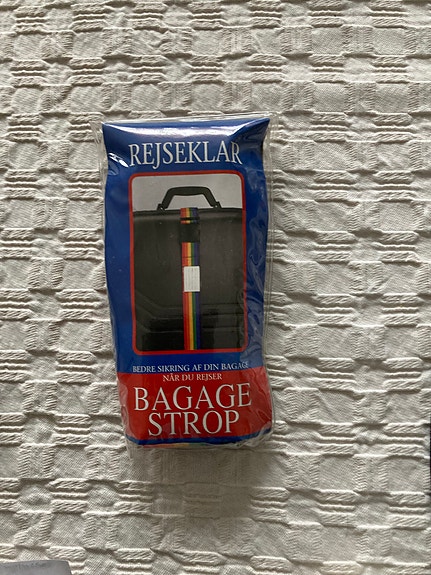 REJSEKLAR
BEDRE SIKRING AF DIN BAGAGE
NÅR DU REJSER
BAGAGE
STROP